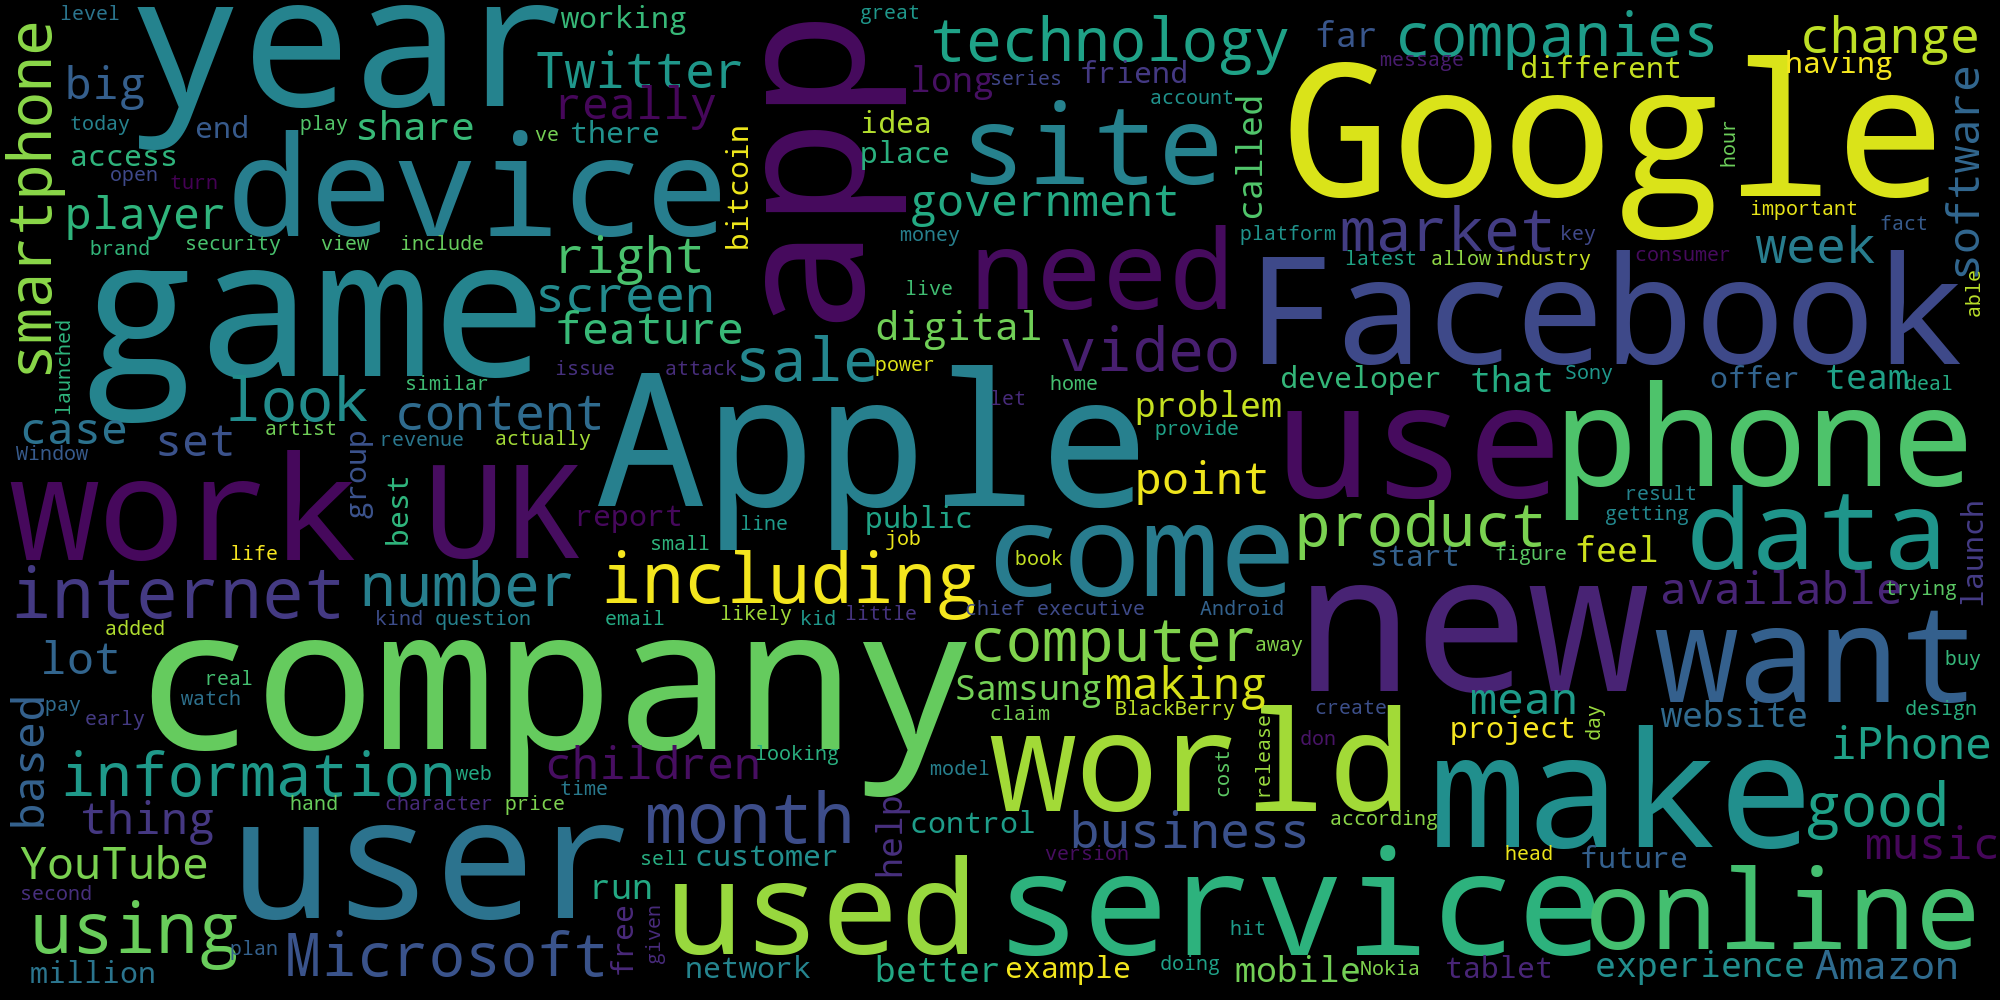 level
year
working
great
technology
far
companies
change
smartphone
big
Twitter
really
app
long
series
friend
message
different
having
account
Google
today
end
play
share
ve
there
bitcoin
idea
place
site
called
hour
software
access
open
turn
device
player
government
market
important
key
fact
brand
security
view
include
right
money
need
platform
week
latest
allow
industry
consumer
able
game
screen
live
Facebook
launched
feature
digital
video
issue
attack
sale
power
look
similar
content
Apple
let
home
developer
that
Sony
offer
team
deal
case
set
artist
problem
use
phone
Window
group
revenue
actually
provide
work
best
UK
point
result
getting
data
report
line
public
come
product
small
job
book
start
figure
feel
life
internet
number
including
new
available
trying
launch
kind
question
email
likely
kid
little
chief executive
Android
added
lot
company
computer
away
want
buy
real
watch
pay
early
Samsung
making
mean
based
claim
BlackBerry
create
website
design
world
release
don
project
day
iPhone
information
web
children
looking
model
cost
make
thing
hand
character
price
time
month
help
control
business
according
good
YouTube
user
sell
customer
version
head
future
music
second
run
used
service
online
using
plan
Microsoft
free
given
hit
million
network
better
example
doing
mobile
Nokia
tablet
experience
Amazon